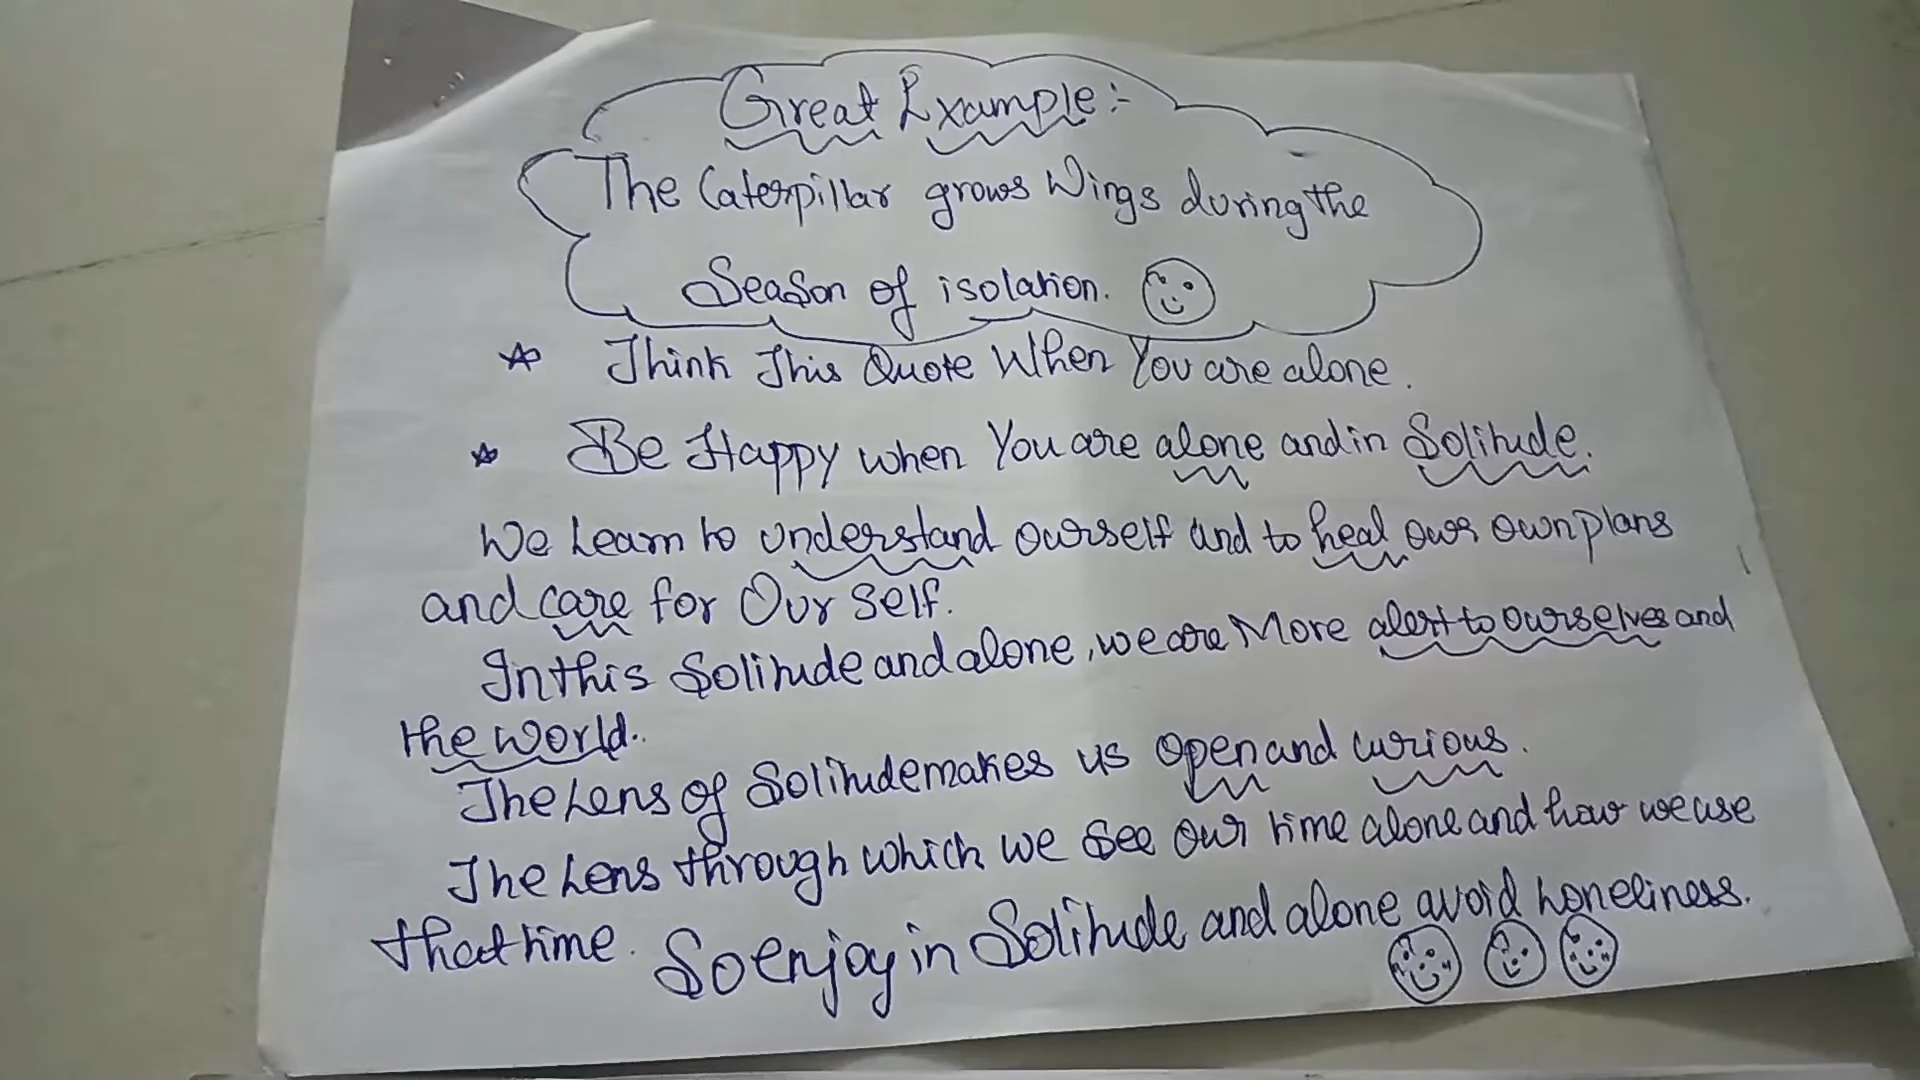 Great Example:-
The Caterpillar grows Wings during the
Season of isolation.
Think This Quote When You are alone.
Be Happy when You are alone and in Solitude.
We Learn to understand ourself and to heal our own plans
and care for Our self.
In this Solitude and alone, we are More alert to ourselves and
the world..
The Lens of Solitude makes us open and curious.
The Lens through which we see our time alone and how we use
that time. So enjoy in Solitude and alone avoid Loneliness.